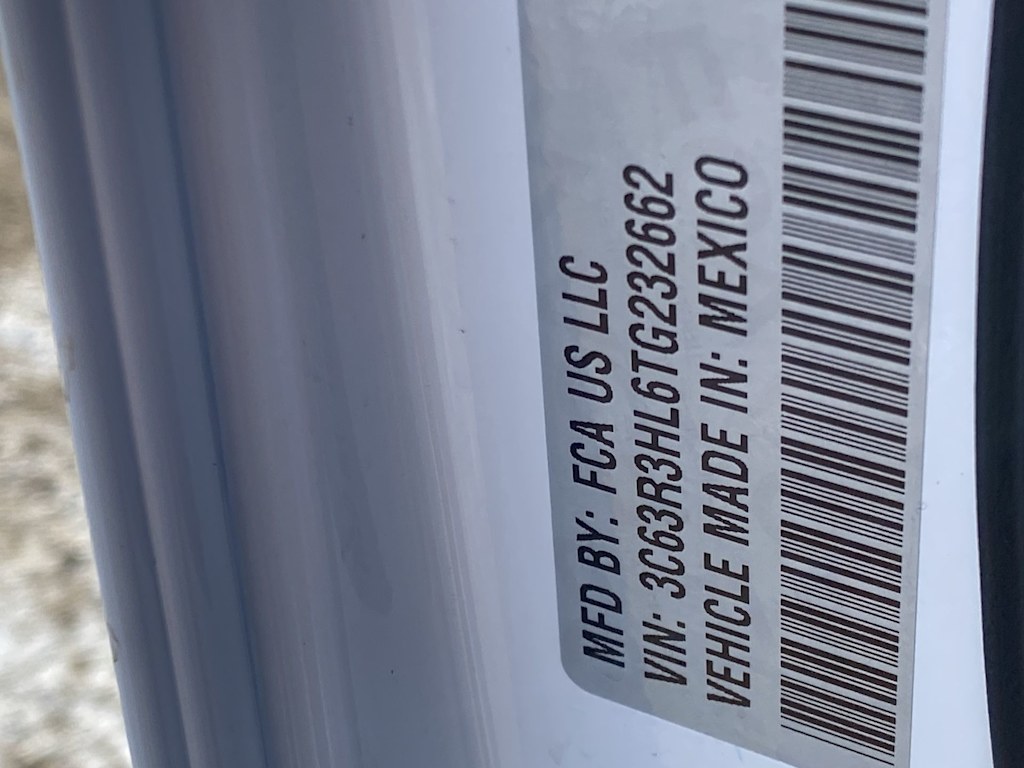 MFD BY: FCA US LLC
VIN: 3C63R3HL6TG232662
VEHICLE MADE IN: MEXICO